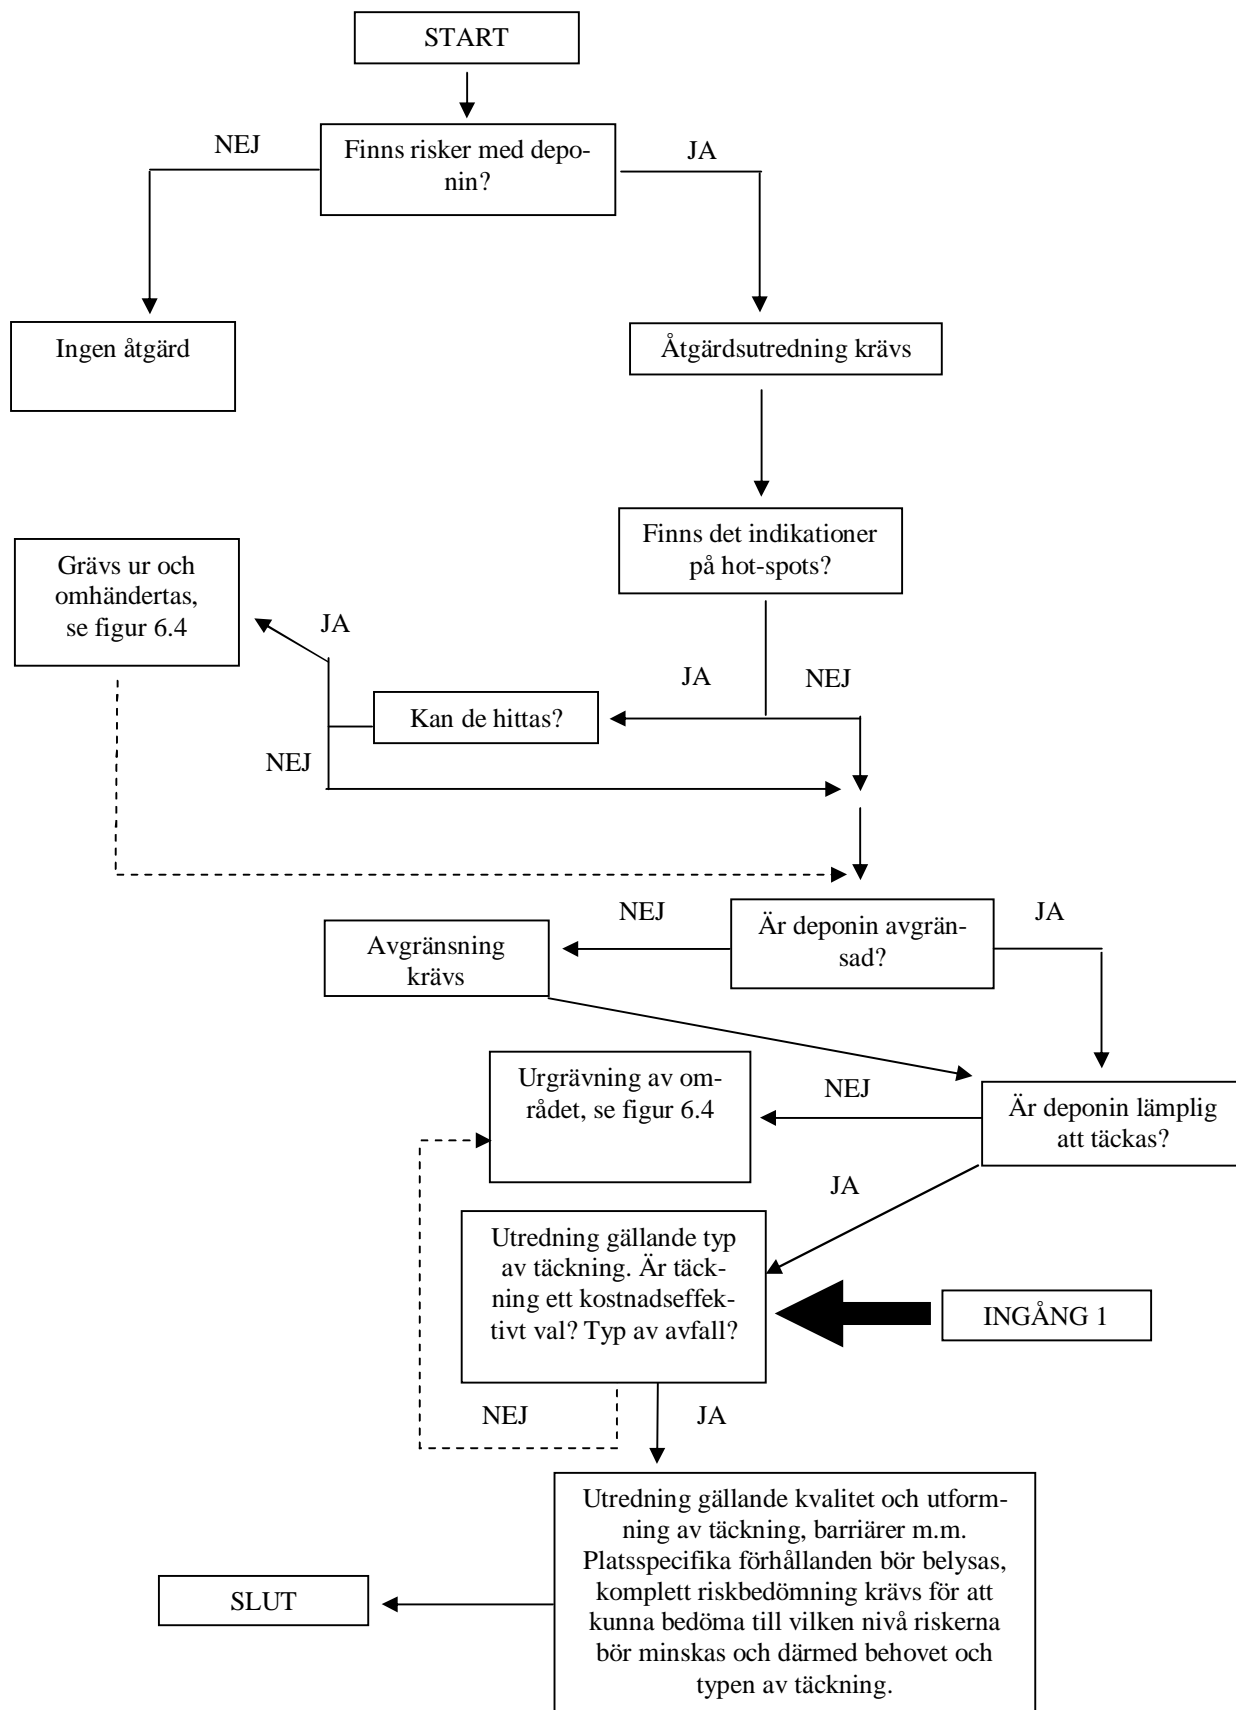 START
NEJ
Finns risker med depo-
nin?
JA
Ingen åtgärd
Åtgärdsutredning krävs
Finns det indikationer
på hot-spots?
Grävs ur och
omhändertas,
se figur 6.4
JA
JA
NEJ
Kan de hittas?
NEJ
NEJ
Är deponin avgrän-
sad?
JA
Avgränsning
krävs
Urgrävning av om-
rådet, se figur 6.4
NEJ
Är deponin lämplig
att täckas?
JA
Utredning gällande typ
av täckning. Är täck-
ning ett kostnadseffek-
tivt val? Typ av avfall?
INGÅNG 1
NEJ
JA
Utredning gällande kvalitet och utform-
ning av täckning, barriärer m.m.
Platsspecifika förhållanden bör belysas,
komplett riskbedömning krävs för att
kunna bedöma till vilken nivå riskerna
bör minskas och därmed behovet och
typen av täckning.
SLUT